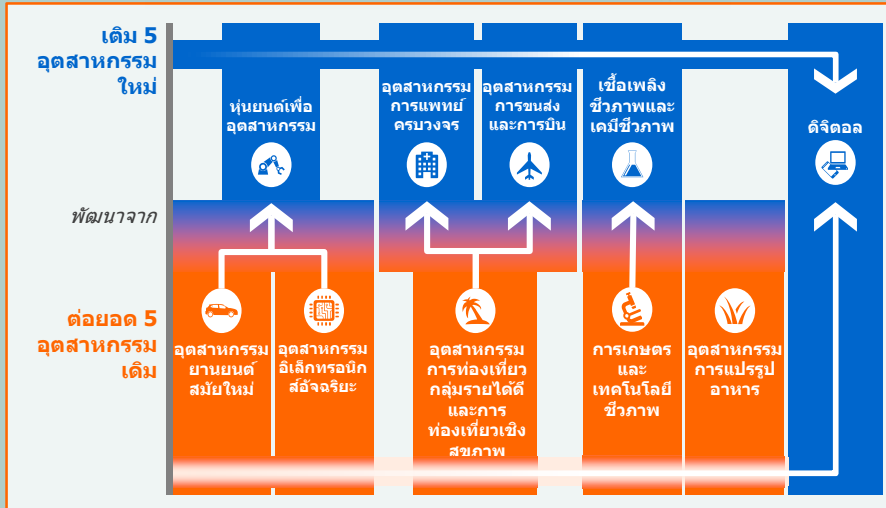 เติม 5
อุตสาหกรรม
ใหม่
หุ่นยนต์เพื่อ
อุตสาหกรรม
อุตสาหกรรม
การแพทย์
ครบวงจร
อุตสาหกรรม
การขนส่ง
และการบิน
เชื้อเพลิง
ชีวภาพและ
เคมีชีวภาพ
ดิจิตอล
พัฒนาจาก
ต่อยอด 5
อุตสาหกรรม
เดิม
อุตสาหกรรม
ยานยนต์
สมัยใหม่
อุตสาหกรรม
อิเล็กทรอนิก
ส์อัจฉริยะ
อุตสาหกรรม
การท่องเที่ยว
กลุ่มรายได้ดี
และการ
ท่องเที่ยวเชิง
สุขภาพ
การเกษตร
และ
เทคโนโลยี
ชีวภาพ
อุตสาหกรรม
การแปรรูป
อาหาร